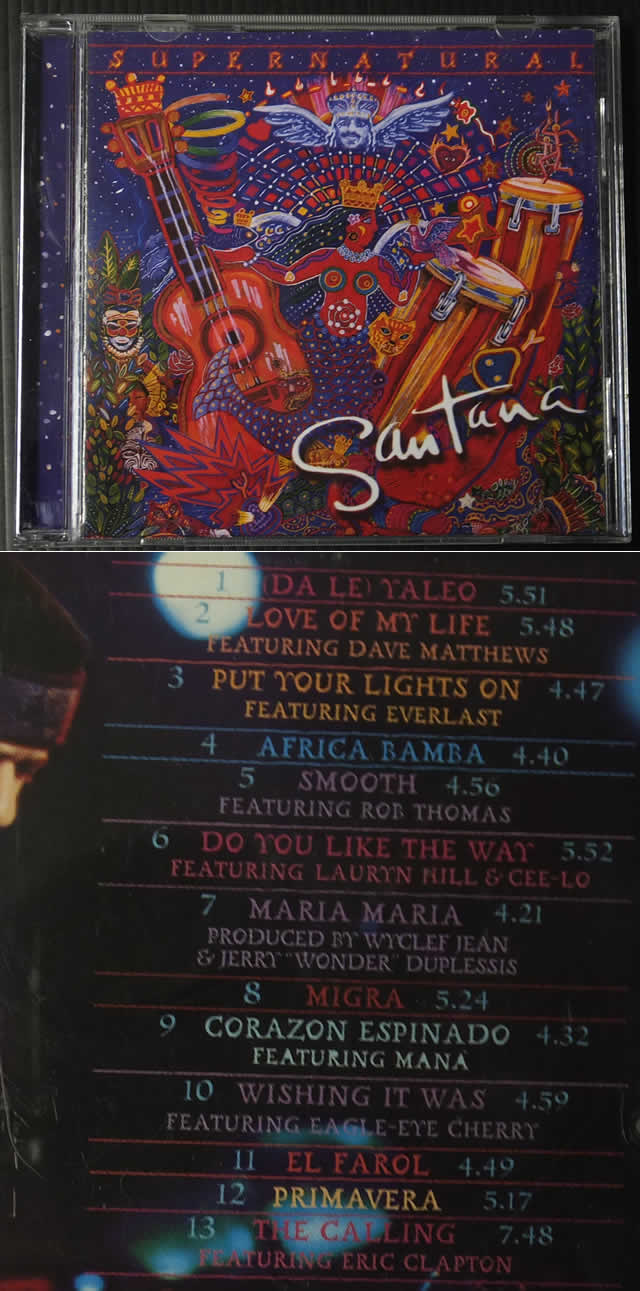 SUPERNATURAL
Santana
1 (DA LE) YALEO 5.51
2 LOVE OF MY LIFE 5.48
FEATURING DAVE MATTHEWS
3 PUT YOUR LIGHTS ON 4.47
FEATURING EVERLAST
4 AFRICA BAMBA 4.40
5 SMOOTH 4.56
FEATURING ROB THOMAS
6 DO YOU LIKE THE WAY 5.52
FEATURING LAURYN HILL & CEE-LO
7 MARIA MARIA 4.21
PRODUCED BY WYCLEF JEAN
& JERRY "WONDER" DUPLESSIS
8 MIGRA 5.24
9 CORAZON ESPINADO 4.32
FEATURING MANÁ
10 WISHING IT WAS 4.59
FEATURING EAGLE-EYE CHERRY
11 EL FAROL 4.49
12 PRIMAVERA 5.17
13 THE CALLING 7.48
FEATURING ERIC CLAPTON